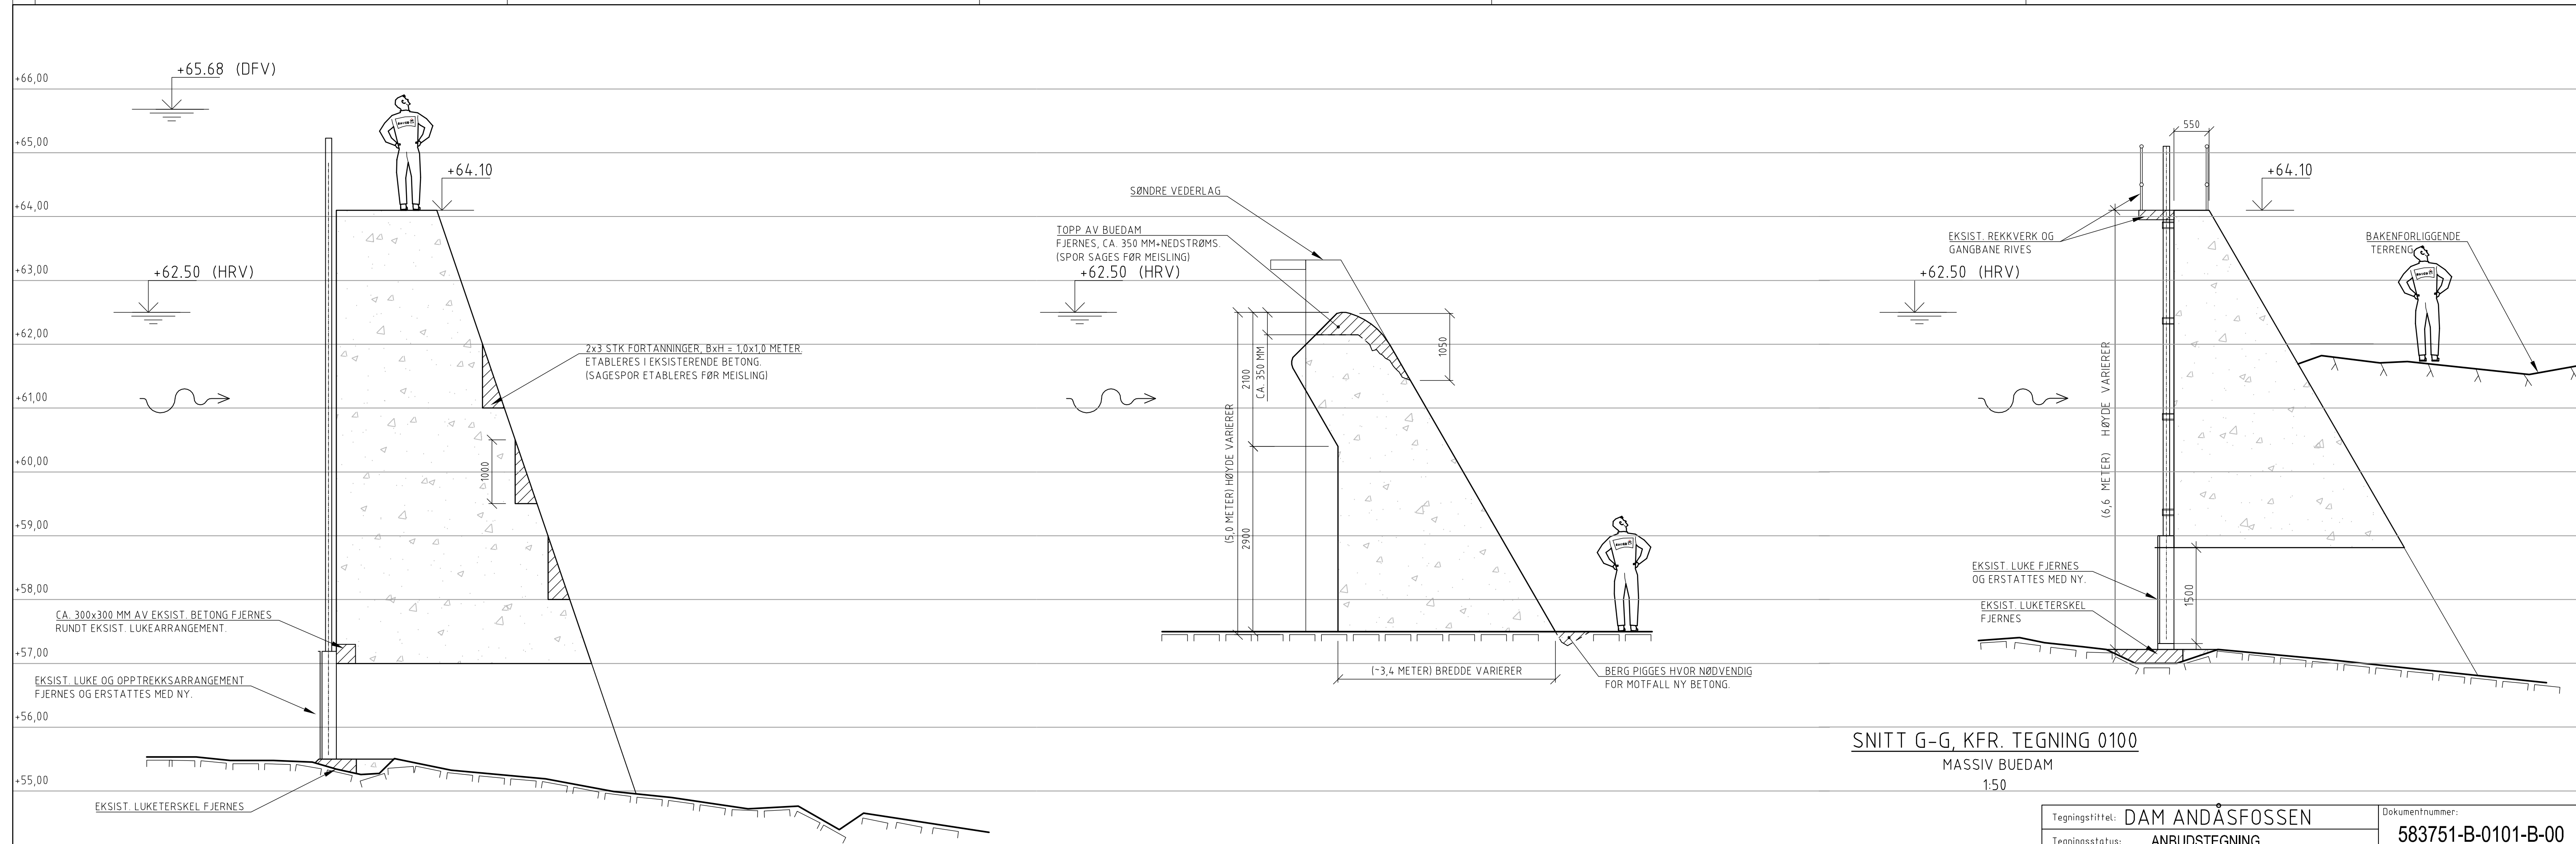 +66,00
+65,00
+64,00
+63,00
+62,00
+61,00
+60,00
+59,00
+58,00
+57,00
+56,00
+55,00
+65.68 (DFV)
+64.10
+62.50 (HRV)
2x3 STK FORTANNINGER, BxH = 1,0x1,0 METER.
ETABLERES I EKSISTERENDE BETONG.
(SAGESPOR ETABLERES FØR MEISLING)
1000
CA. 300x300 MM AV EKSIST. BETONG FJERNES
RUNDT EKSIST. LUKEARRANGEMENT.
EKSIST. LUKE OG OPPTREKKSARRANGEMENT
FJERNES OG ERSTATTES MED NY.
EKSIST. LUKETERSKEL FJERNES
SØNDRE VEDERLAG
TOPP AV BUEDAM
FJERNES, CA. 350 MM+NEDSTRØMS.
(SPOR SAGES FØR MEISLING)
+62.50 (HRV)
1050
CA. 350 MM
2100
(5,0 METER) HØYDE VARIERER
2900
(~3,4 METER) BREDDE VARIERER
BERG PIGGES HVOR NØDVENDIG
FOR MOTFALL NY BETONG.
550
+64.10
EKSIST. REKKVERK OG
GANGBANE RIVES
BAKENFORLIGGENDE
TERRENG
+62.50 (HRV)
(6,6 METER) HØYDE VARIERER
EKSIST. LUKE FJERNES
OG ERSTATTES MED NY.
1500
EKSIST. LUKETERSKEL
FJERNES
SNITT G-G, KFR. TEGNING 0100
MASSIV BUEDAM
1:50
Tegningstittel: DAM ANDÅSFOSSEN
Dokumentnummer:
583751-B-0101-B-00
Tegningsstatus: ANBUDSTEGNING